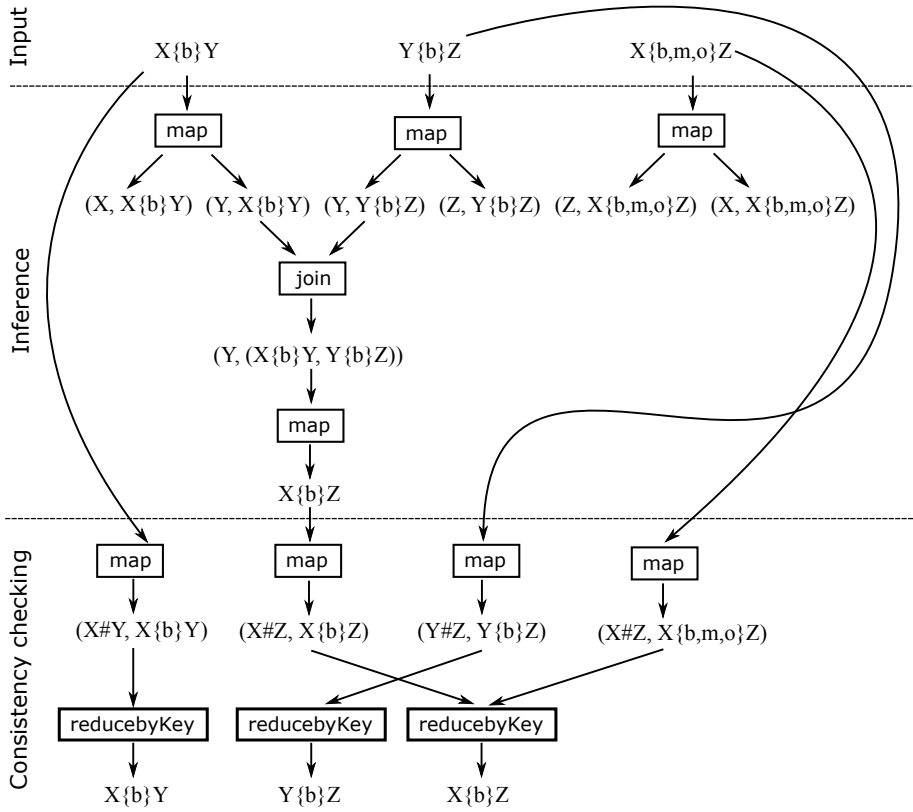 Input
X{b}Y
Y{b}Z
X{b,m,o}Z
Inference
map
map
map
(X, X{b}Y)
(Y, X{b}Y)
(Y, Y{b}Z)
(Z, Y{b}Z)
(Z, X{b,m,o}Z)
(X, X{b,m,o}Z)
join
(Y, (X{b}Y, Y{b}Z))
map
X{b}Z
Consistency checking
map
map
map
map
(X#Y, X{b}Y)
(X#Z, X{b}Z)
(Y#Z, Y{b}Z)
(X#Z, X{b,m,o}Z)
reducebyKey
reducebyKey
reducebyKey
X{b}Y
Y{b}Z
X{b}Z